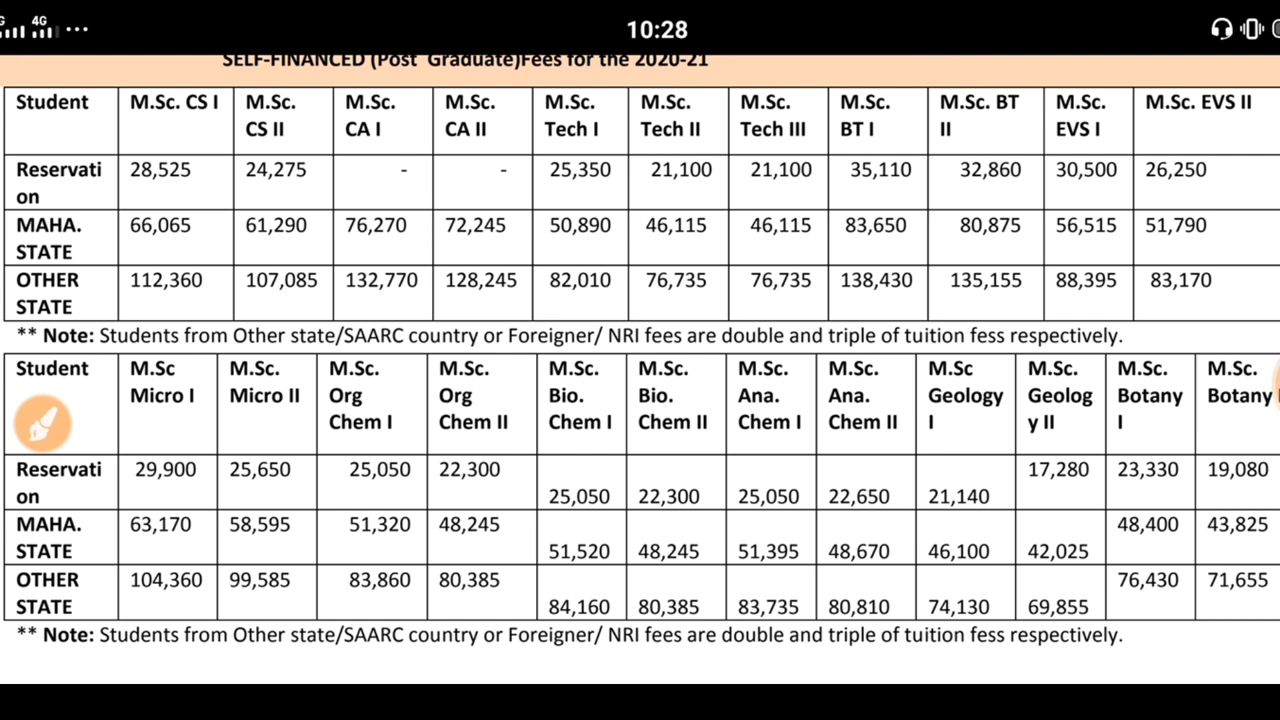 4G
10:28
SELF-FINANCED (Post Graduate)Fees for the 2020-21
Student M.Sc. CS I M.Sc. CS II M.Sc. CA I M.Sc. CA II M.Sc. Tech I M.Sc. Tech II M.Sc. Tech III M.Sc. BT I M.Sc. BT II M.Sc. EVS I M.Sc. EVS II
Reservation 28,525 24,275 - - 25,350 21,100 21,100 35,110 32,860 30,500 26,250
MAHA. STATE 66,065 61,290 76,270 72,245 50,890 46,115 46,115 83,650 80,875 56,515 51,790
OTHER STATE 112,360 107,085 132,770 128,245 82,010 76,735 76,735 138,430 135,155 88,395 83,170
** Note: Students from Other state/SAARC country or Foreigner/ NRI fees are double and triple of tuition fess respectively.
Student M.Sc Micro I M.Sc. Micro II M.Sc. Org Chem I M.Sc. Org Chem II M.Sc. Bio. Chem I M.Sc. Bio. Chem II M.Sc. Ana. Chem I M.Sc. Ana. Chem II M.Sc Geology I M.Sc. Geology II M.Sc. Botany I M.Sc. Botany
Reservation 29,900 25,650 25,050 22,300 25,050 22,300 25,050 22,650 21,140 17,280 23,330 19,080
MAHA. STATE 63,170 58,595 51,320 48,245 51,520 48,245 51,395 48,670 46,100 42,025 48,400 43,825
OTHER STATE 104,360 99,585 83,860 80,385 84,160 80,385 83,735 80,810 74,130 69,855 76,430 71,655
** Note: Students from Other state/SAARC country or Foreigner/ NRI fees are double and triple of tuition fess respectively.